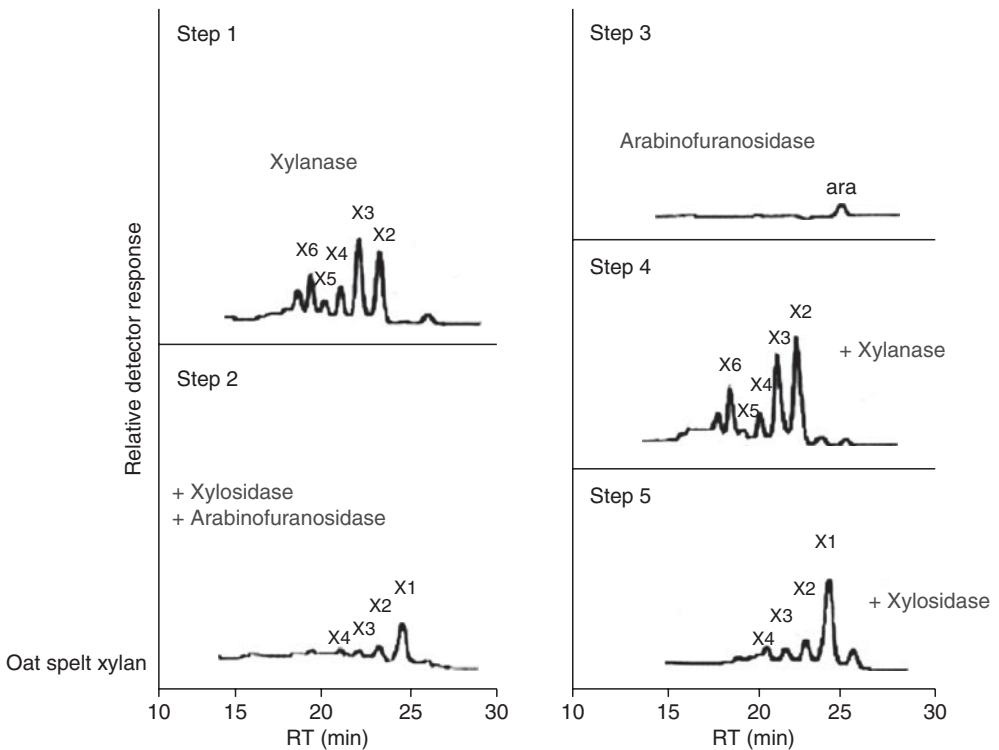 Step 1
Xylanase
X3
X2
X6
X4
X5
Step 2
+ Xylosidase
+ Arabinofuranosidase
X1
X2
X3
X4
Relative detector response
Oat spelt xylan
10
15
20
25
30
RT (min)
Step 3
Arabinofuranosidase
ara
Step 4
X2
X3
+ Xylanase
X6
X4
X5
Step 5
X1
X2
+ Xylosidase
X3
X4
10
15
20
25
30
RT (min)